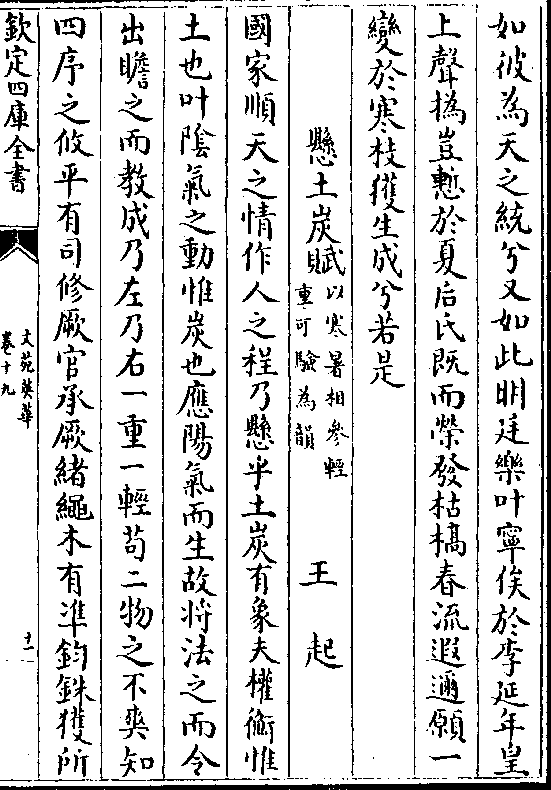 如彼為天之統兮又如此明廷樂叶寧俟於李延年皇
上聲檇豈慙於夏后氏既而榮發枯槁春流遐邇願一
變於寒枝獲生成兮若是
懸土炭賦以寒暑相參輕重可驗為韻 王起
國家順天之情作人之程乃懸乎土炭有象夫權衡惟
土也叶陰氣之動惟炭也應陽氣而生故將法之而令
出瞻之而教成乃左乃右一重一輕苟二物之不爽知
四序之攸平有司修厥官承厥緒繩木有準鈞銖獲所
欽定四庫全書
文苑英華
卷十九
十一